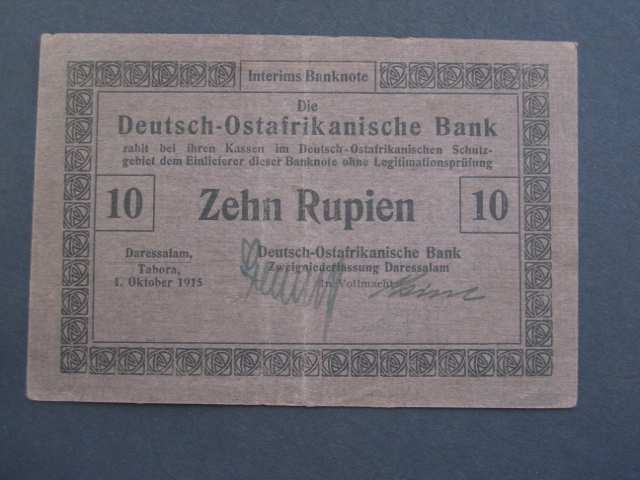 Interims Banknote
Die
Deutsch-Ostafrikanische Bank
zahlt bei ihren Kassen im Deutsch-Ostafrikanischen Schutz-
gebiet dem Einlieferer dieser Banknote ohne Legitimationsprüfung
10 Zehn Rupien 10
Daressalam,
Tabora,
1. Oktober 1915
Deutsch-Ostafrikanische Bank
Zweigniederlassung Daressalam
In Vollmacht